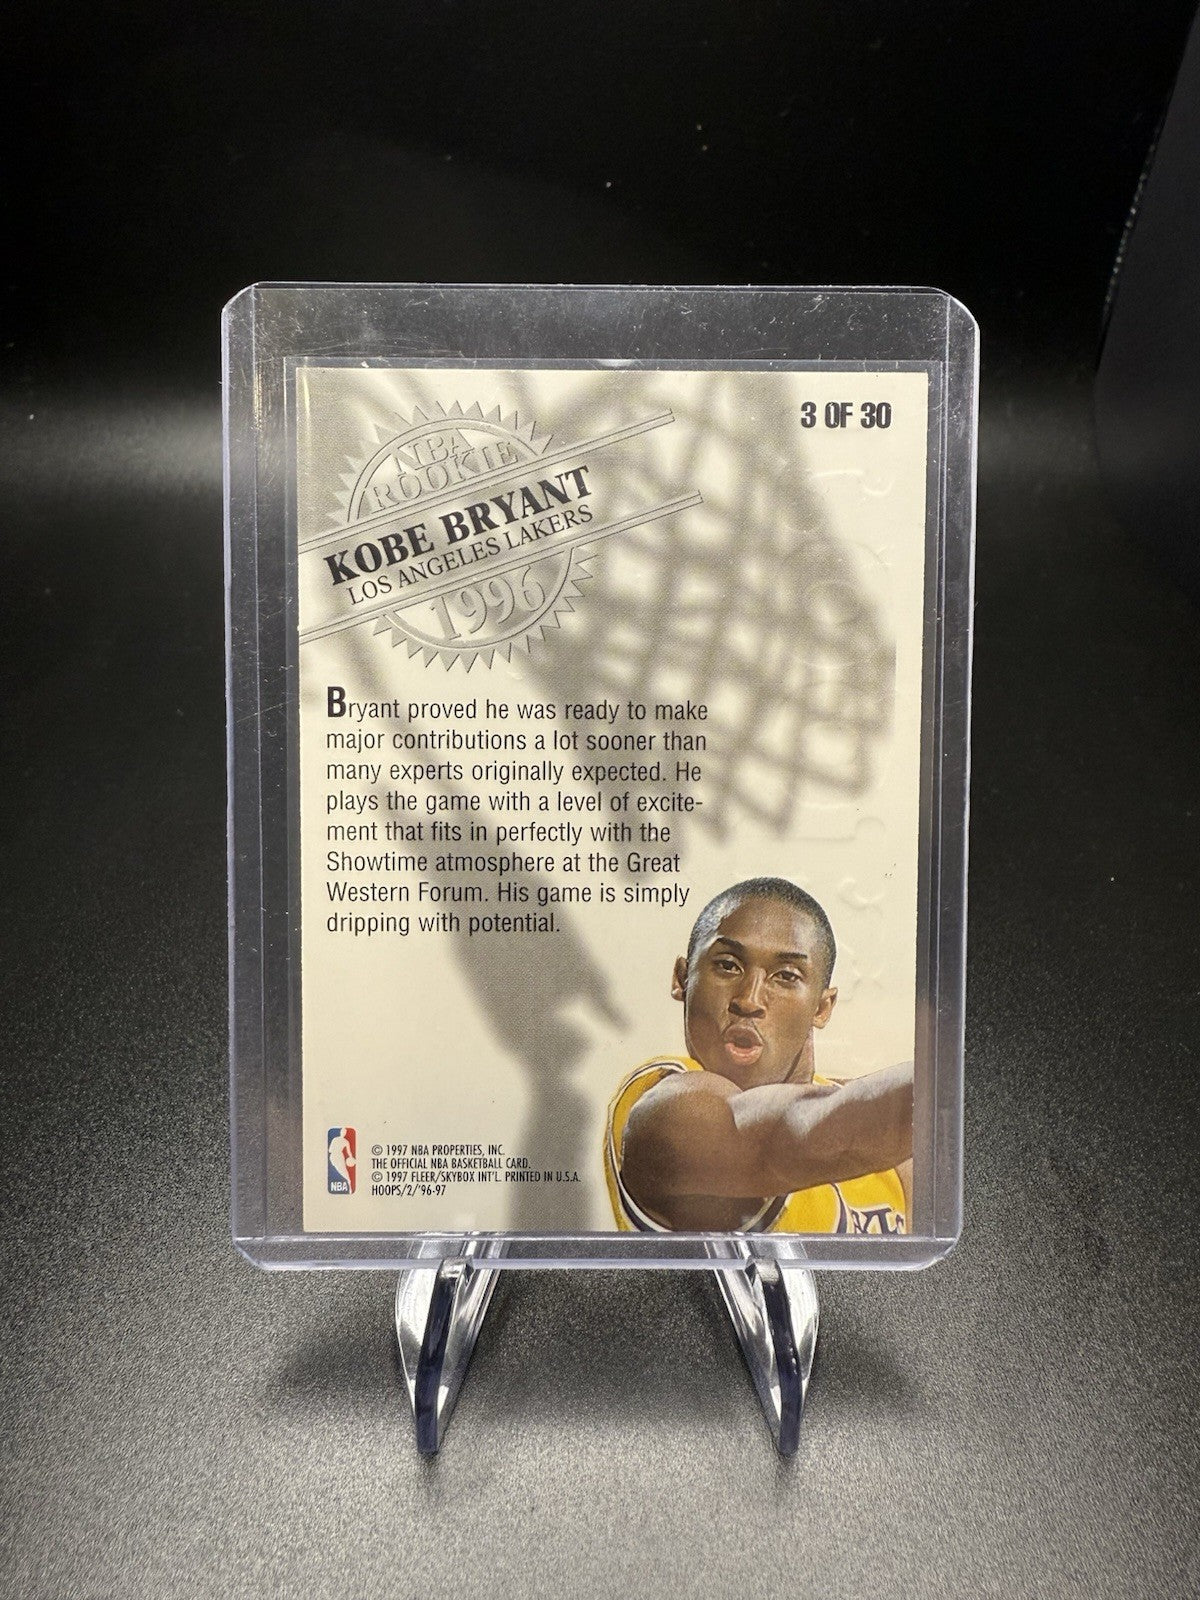 3 OF 30
NBA
ROOKIE
KOBE BRYANT
LOS ANGELES LAKERS
1996
Bryant proved he was ready to make
major contributions a lot sooner than
many experts originally expected. He
plays the game with a level of excite-
ment that fits in perfectly with the
Showtime atmosphere at the Great
Western Forum. His game is simply
dripping with potential.
NBA
© 1997 NBA PROPERTIES, INC.
THE OFFICIAL NBA BASKETBALL CARD.
© 1997 FLEER/SKYBOX INT'L. PRINTED IN U.S.A.
HOOPS/2/'96-97